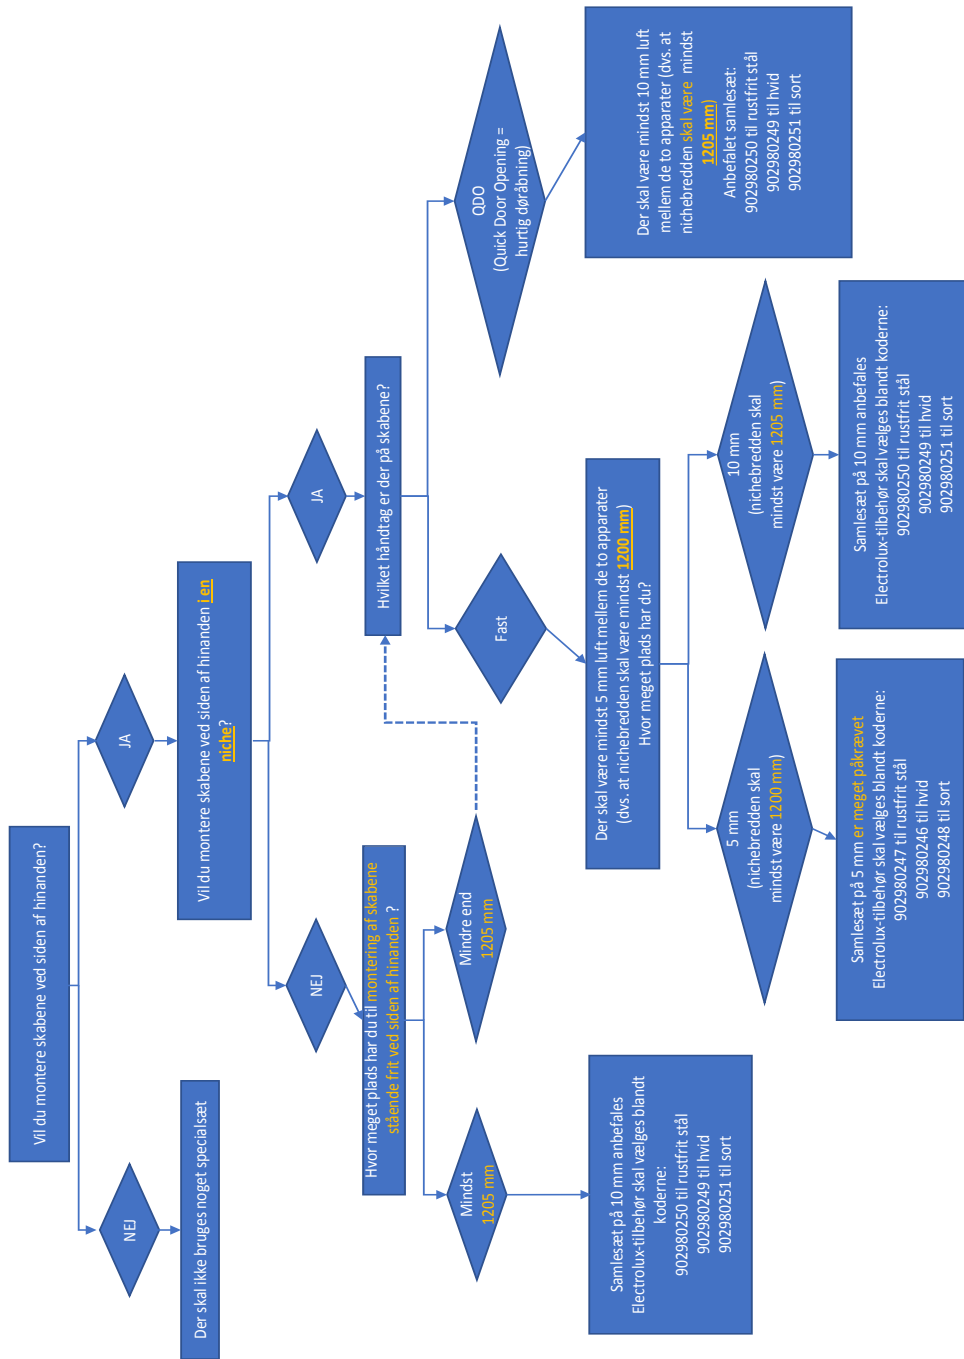 Vil du montere skabene ved siden af hinanden?
NEJ
JA
Der skal ikke bruges noget specialsæt
Vil du montere skabene ved siden af hinanden i en
niche?
NEJ
JA
Hvor meget plads har du til montering af skabene
stående frit ved siden af hinanden ?
Hvilket håndtag er der på skabene?
Mindst
1205 mm
Mindre end
1205 mm
Fast
QDO
(Quick Door Opening =
hurtig døråbning)
Samlesæt på 10 mm anbefales
Electrolux-tilbehør skal vælges blandt
koderne:
902980250 til rustfrit stål
902980249 til hvid
902980251 til sort
Der skal være mindst 5 mm luft mellem de to apparater
(dvs. at nichebredden skal være mindst 1200 mm)
Hvor meget plads har du?
Der skal være mindst 10 mm luft
mellem de to apparater (dvs. at
nichebredden skal være mindst
1205 mm)
Anbefalet samlesæt:
902980250 til rustfrit stål
902980249 til hvid
902980251 til sort
5 mm
(nichebredden skal
mindst være 1200 mm)
10 mm
(nichebredden skal
mindst være 1205 mm)
Samlesæt på 5 mm er meget påkrævet
Electrolux-tilbehør skal vælges blandt koderne:
902980247 til rustfrit stål
902980246 til hvid
902980248 til sort
Samlesæt på 10 mm anbefales
Electrolux-tilbehør skal vælges blandt koderne:
902980250 til rustfrit stål
902980249 til hvid
902980251 til sort